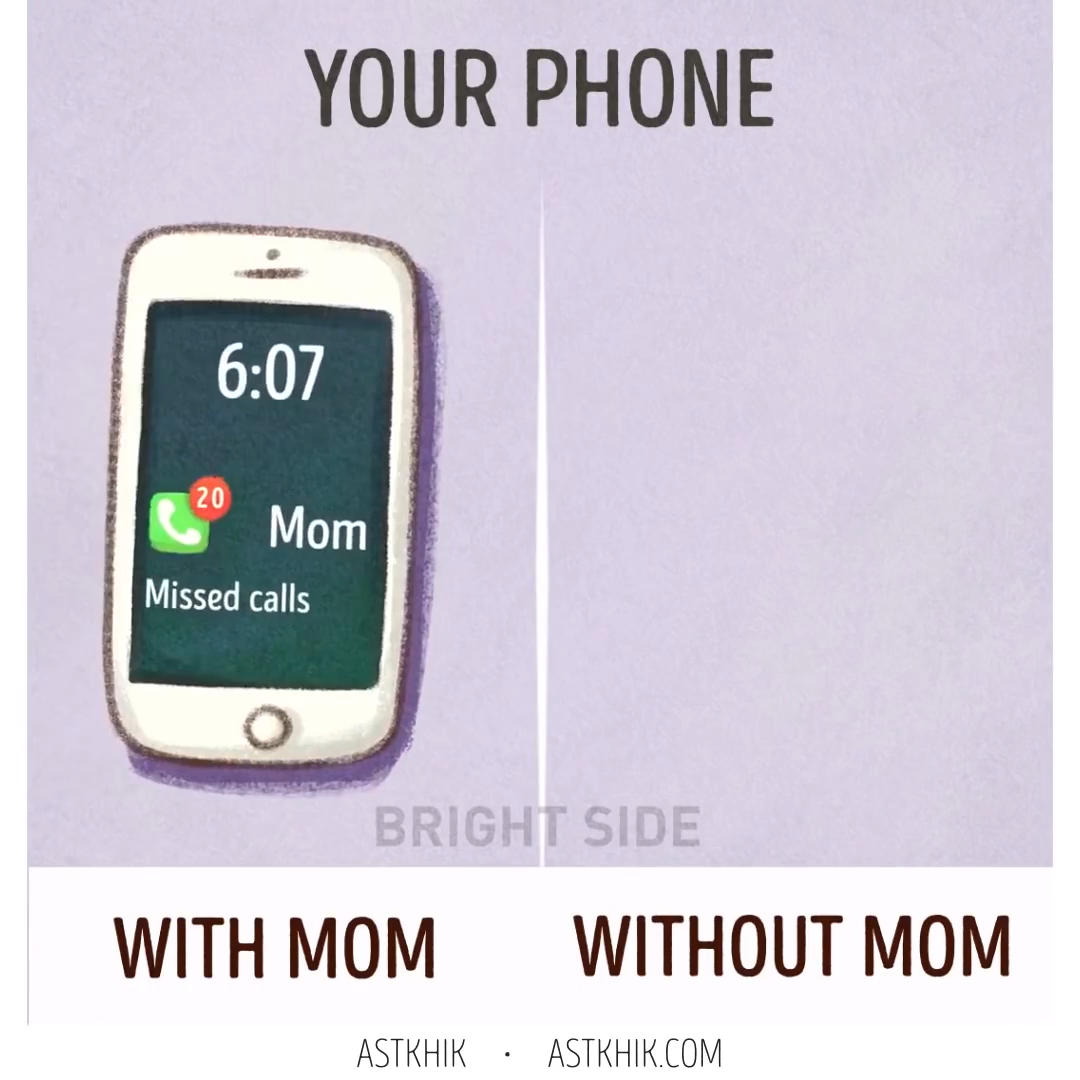 YOUR PHONE
6:07
20
Mom
Missed calls
BRIGHT SIDE
WITH MOM
WITHOUT MOM
ASTKHIK · ASTKHIK.COM